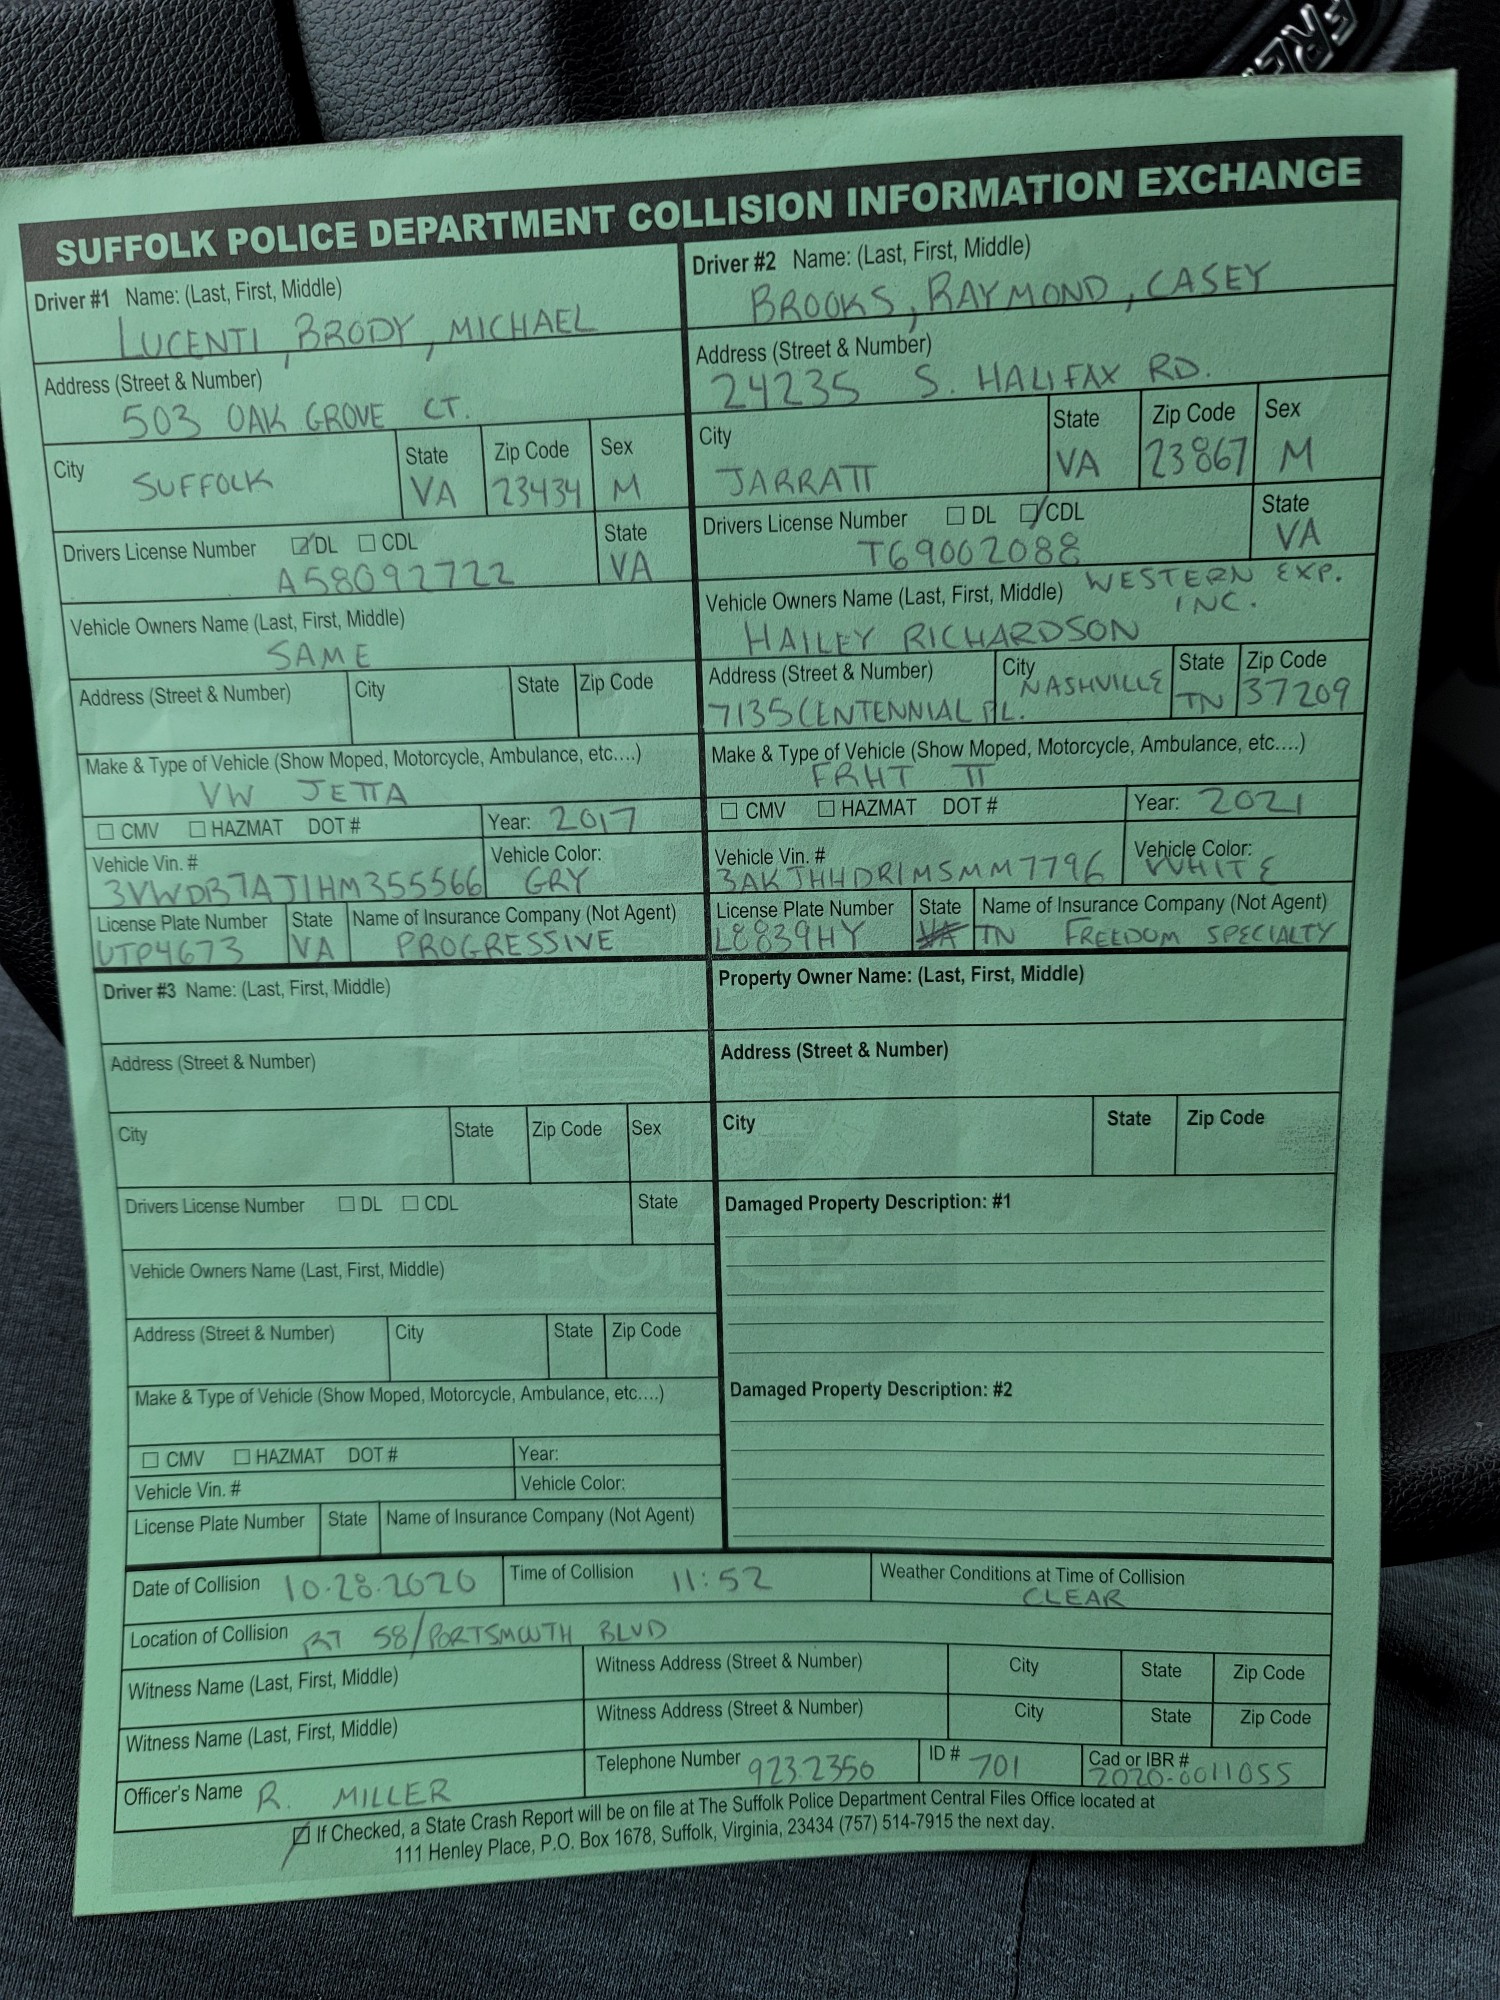 SUFFOLK POLICE DEPARTMENT COLLISION INFORMATION EXCHANGE
Driver #1 Name: (Last, First, Middle)
LUCENTI, BRODY, MICHAEL
Address (Street & Number)
503 OAK GROVE CT.
City SUFFOLK State VA Zip Code 23434 Sex M
Drivers License Number ☑ DL ☐ CDL State
A58092722 VA
Vehicle Owners Name (Last, First, Middle)
SAME
Address (Street & Number) City State Zip Code
Make & Type of Vehicle (Show Moped, Motorcycle, Ambulance, etc....)
VW JETTA
☐ CMV ☐ HAZMAT DOT # Year: 2017
Vehicle Vin. # Vehicle Color:
3VWDB7AJ1HM355566 GRY
License Plate Number State Name of Insurance Company (Not Agent)
UTP4673 VA PROGRESSIVE
Driver #2 Name: (Last, First, Middle)
BROOKS, RAYMOND, CASEY
Address (Street & Number)
24235 S. HALIFAX RD.
City State Zip Code Sex
JARRATT VA 23867 M
Drivers License Number ☐ DL ☑ CDL State
T69002088 VA
Vehicle Owners Name (Last, First, Middle) WESTERN EXP.
INC.
HAILEY RICHARDSON
Address (Street & Number) City State Zip Code
7135 CENTENNIAL PL. NASHVILLE TN 37209
Make & Type of Vehicle (Show Moped, Motorcycle, Ambulance, etc....)
FRHT TT
☐ CMV ☐ HAZMAT DOT # Year: 2021
Vehicle Vin. # Vehicle Color:
3AKJHHDR1MSMM7796 WHITE
License Plate Number State Name of Insurance Company (Not Agent)
L8839HY VA TN FREEDOM SPECIALTY
Driver #3 Name: (Last, First, Middle)
Address (Street & Number)
City State Zip Code Sex
Drivers License Number ☐ DL ☐ CDL State
Vehicle Owners Name (Last, First, Middle)
Address (Street & Number) City State Zip Code
Make & Type of Vehicle (Show Moped, Motorcycle, Ambulance, etc....)
☐ CMV ☐ HAZMAT DOT # Year:
Vehicle Vin. # Vehicle Color:
License Plate Number State Name of Insurance Company (Not Agent)
Property Owner Name: (Last, First, Middle)
Address (Street & Number)
City State Zip Code
Damaged Property Description: #1
Damaged Property Description: #2
POLICE
VA
Date of Collision 10.28.2020 Time of Collision 11:52 Weather Conditions at Time of Collision
CLEAR
Location of Collision RT 58/PORTSMOUTH BLVD
Witness Name (Last, First, Middle) Witness Address (Street & Number) City State Zip Code
Witness Name (Last, First, Middle) Witness Address (Street & Number) City State Zip Code
Officer's Name R. MILLER Telephone Number 923.2350 ID # 701 Cad or IBR #
2020-0011055
☑ If Checked, a State Crash Report will be on file at The Suffolk Police Department Central Files Office located at
111 Henley Place, P.O. Box 1678, Suffolk, Virginia, 23434 (757) 514-7915 the next day.